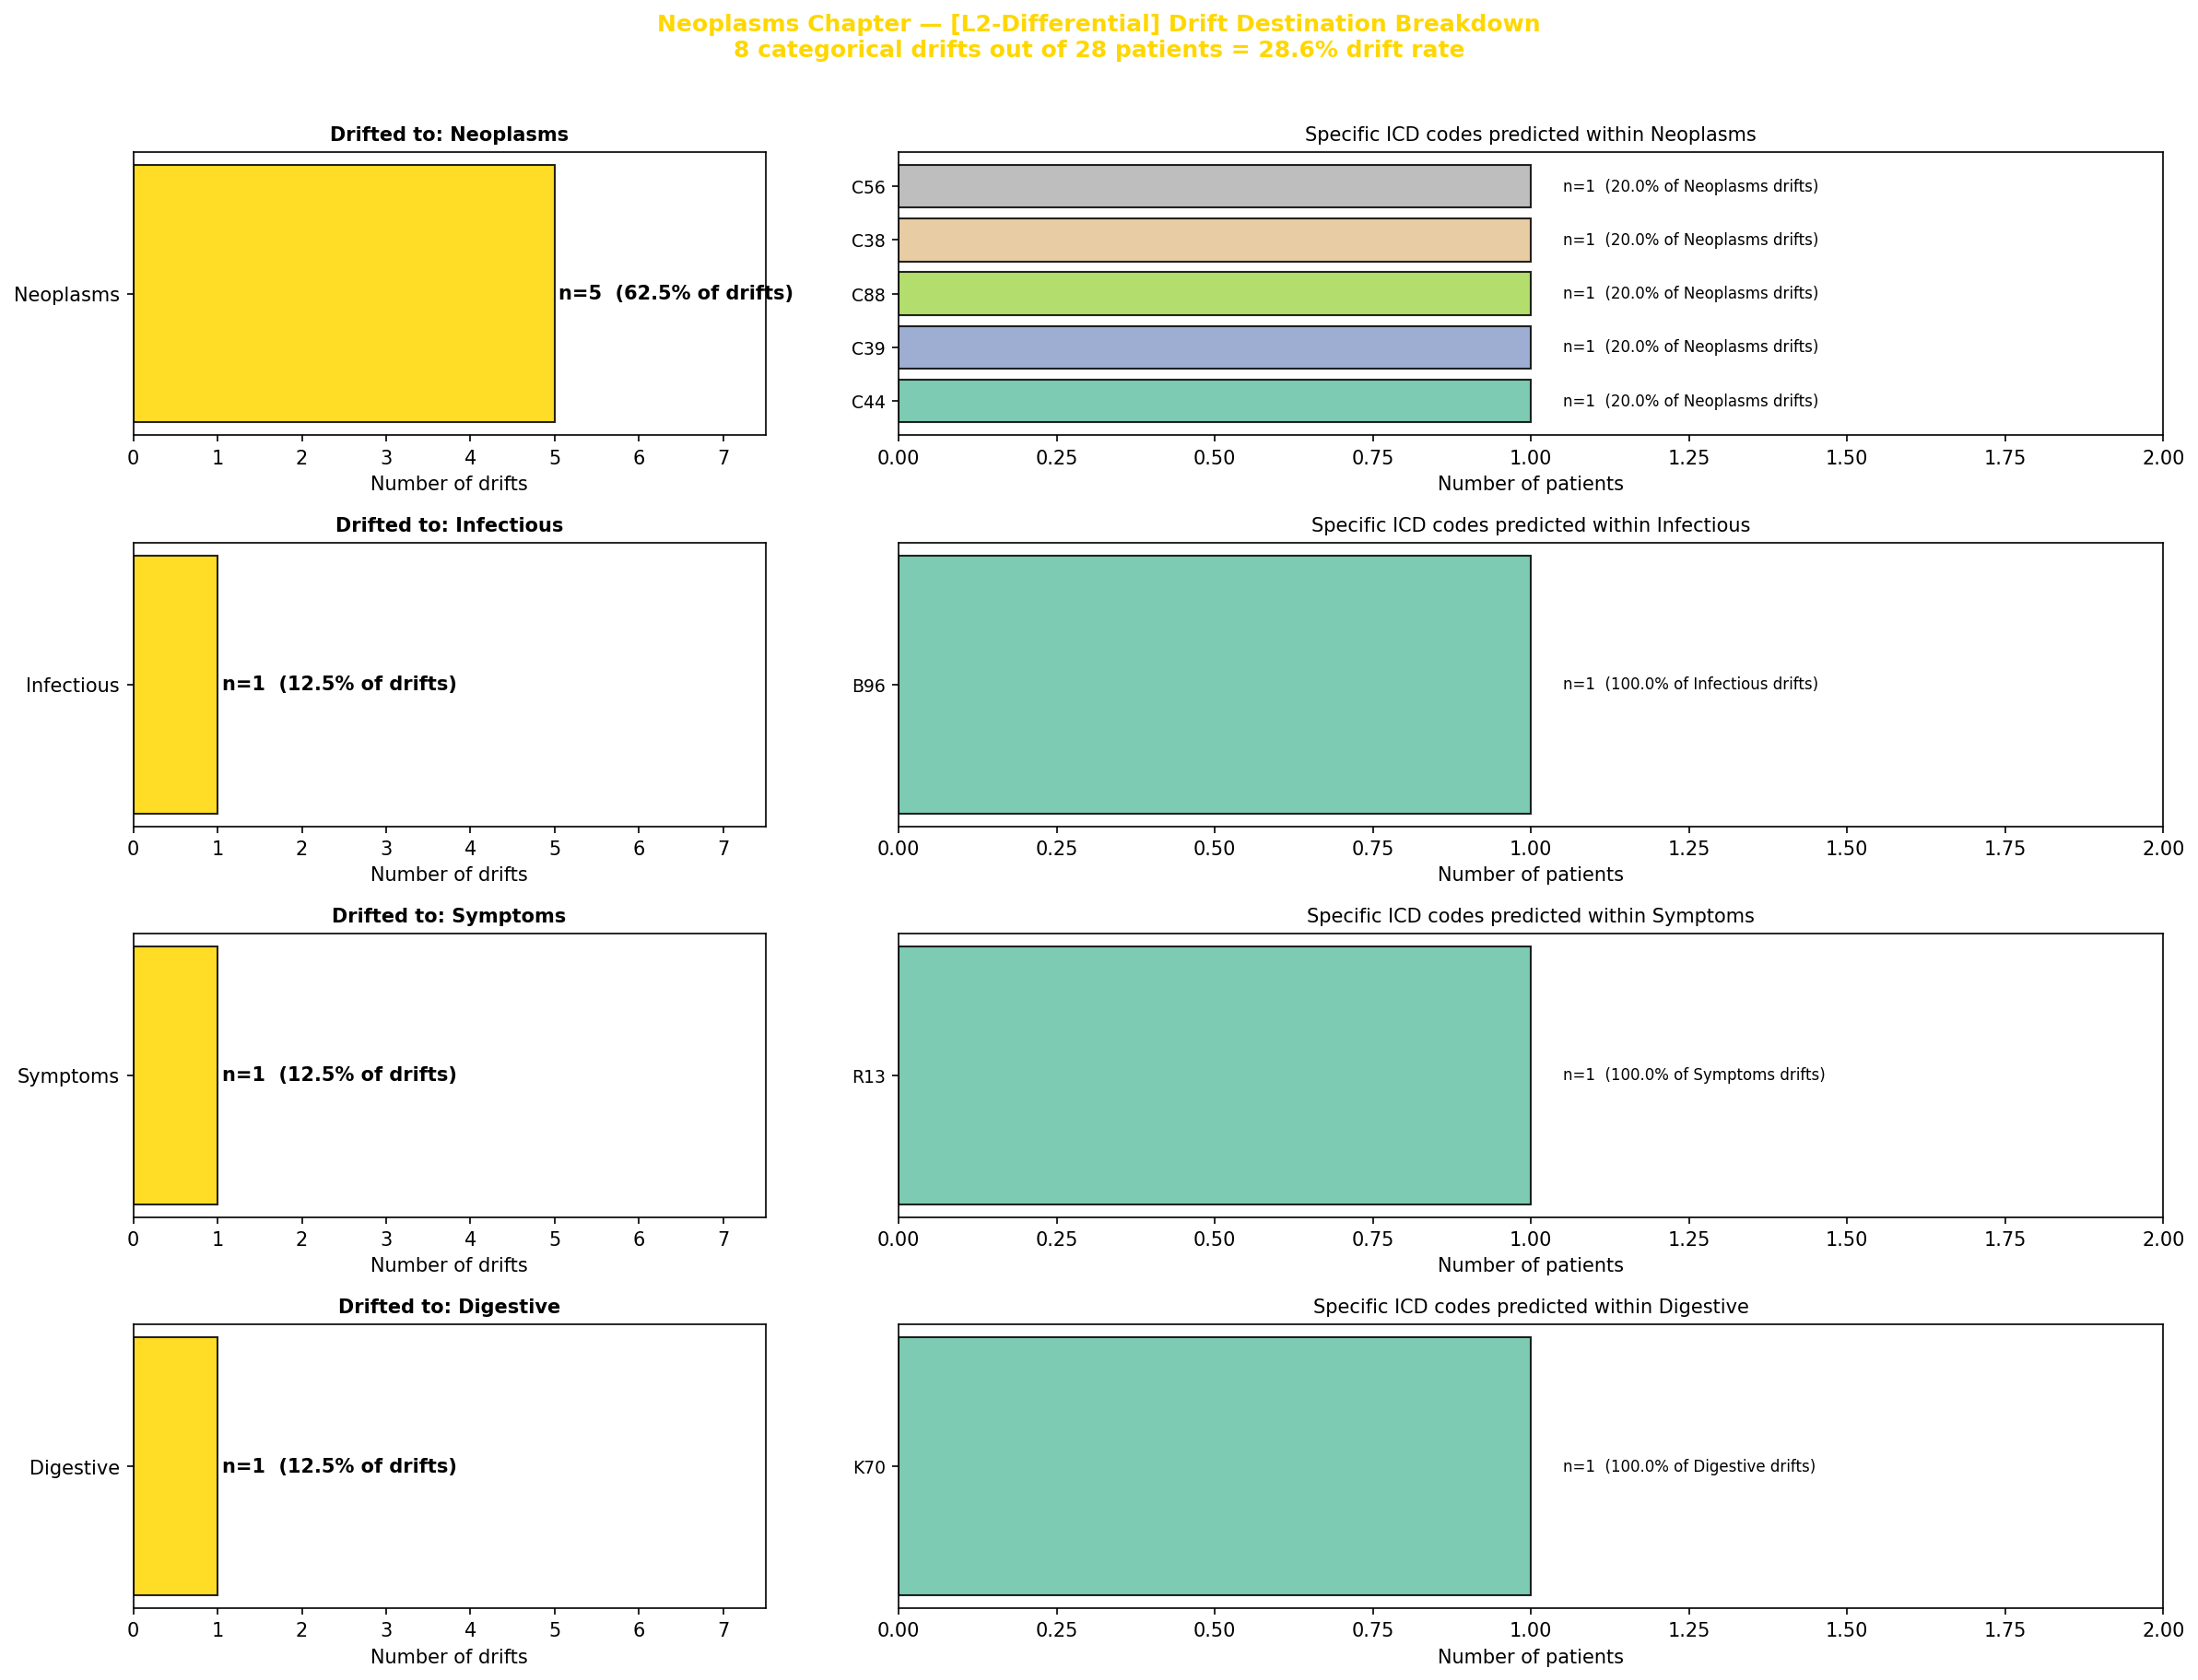 Neoplasms Chapter — [L2-Differential] Drift Destination Breakdown
8 categorical drifts out of 28 patients = 28.6% drift rate
Drifted to: Neoplasms
Neoplasms
n=5  (62.5% of drifts)
0 1 2 3 4 5 6 7
Number of drifts
Specific ICD codes predicted within Neoplasms
C56 n=1  (20.0% of Neoplasms drifts)
C38 n=1  (20.0% of Neoplasms drifts)
C88 n=1  (20.0% of Neoplasms drifts)
C39 n=1  (20.0% of Neoplasms drifts)
C44 n=1  (20.0% of Neoplasms drifts)
0.00 0.25 0.50 0.75 1.00 1.25 1.50 1.75 2.00
Number of patients
Drifted to: Infectious
Infectious
n=1  (12.5% of drifts)
0 1 2 3 4 5 6 7
Number of drifts
Specific ICD codes predicted within Infectious
B96 n=1  (100.0% of Infectious drifts)
0.00 0.25 0.50 0.75 1.00 1.25 1.50 1.75 2.00
Number of patients
Drifted to: Symptoms
Symptoms
n=1  (12.5% of drifts)
0 1 2 3 4 5 6 7
Number of drifts
Specific ICD codes predicted within Symptoms
R13 n=1  (100.0% of Symptoms drifts)
0.00 0.25 0.50 0.75 1.00 1.25 1.50 1.75 2.00
Number of patients
Drifted to: Digestive
Digestive
n=1  (12.5% of drifts)
0 1 2 3 4 5 6 7
Number of drifts
Specific ICD codes predicted within Digestive
K70 n=1  (100.0% of Digestive drifts)
0.00 0.25 0.50 0.75 1.00 1.25 1.50 1.75 2.00
Number of patients